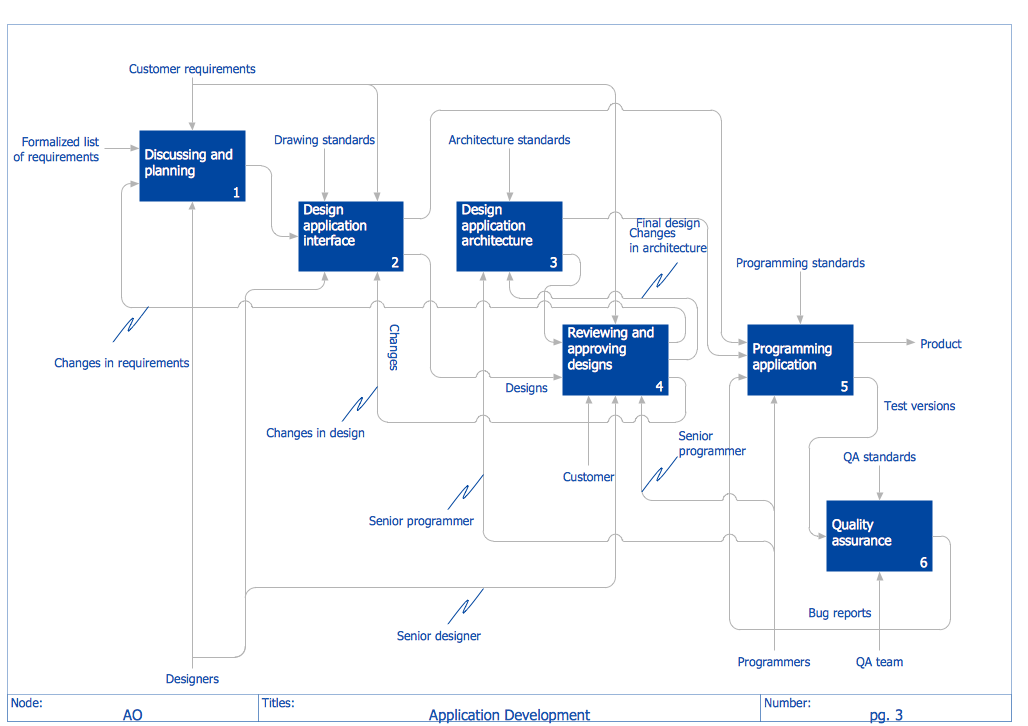 Customer requirements
Formalized list
of requirements
Discussing and
planning
1
Drawing standards
Architecture standards
Design
application
interface
2
Design
application
architecture
3
Final design
Changes
in architecture
Programming standards
Changes in requirements
Changes
Reviewing and
approving
designs
4
Programming
application
5
Product
Designs
Test versions
Changes in design
Senior
programmer
QA standards
Customer
Senior programmer
Quality
assurance
6
Bug reports
Senior designer
Programmers
QA team
Designers
Node:
AO
Titles:
Application Development
Number:
pg. 3